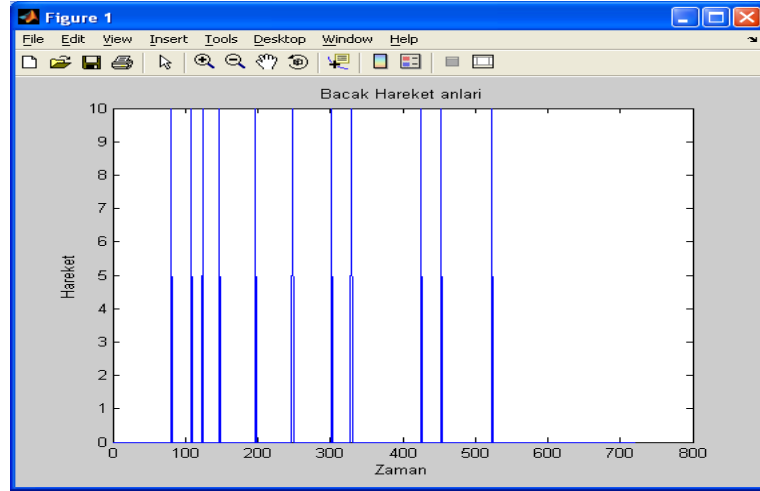 Figure 1
File Edit View Insert Tools Desktop Window Help
Bacak Hareket anlari
10
9
8
7
6
5
4
3
2
1
0
Hareket
0 100 200 300 400 500 600 700 800
Zaman